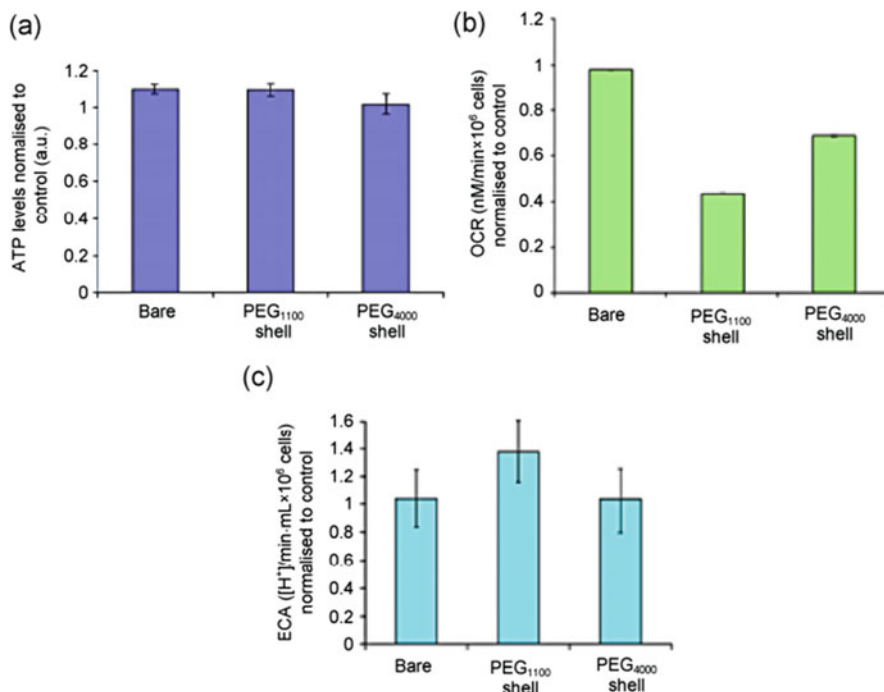 (a)
ATP levels nomalised to
control (a.u.)
1.2
1
0.8
0.6
0.4
0.2
0
Bare
PEG₁₁₀₀
shell
PEG₄₀₀₀
shell
(b)
OCR (nM/min×10⁶ cells)
normalised to control
1.2
1
0.8
0.6
0.4
0.2
0
Bare
PEG₁₁₀₀
shell
PEG₄₀₀₀
shell
(c)
ECA ([H⁺]/min·mL×10⁶ cells)
normalised to control
1.6
1.4
1.2
1
0.8
0.6
0.4
0.2
0
Bare
PEG₁₁₀₀
shell
PEG₄₀₀₀
shell